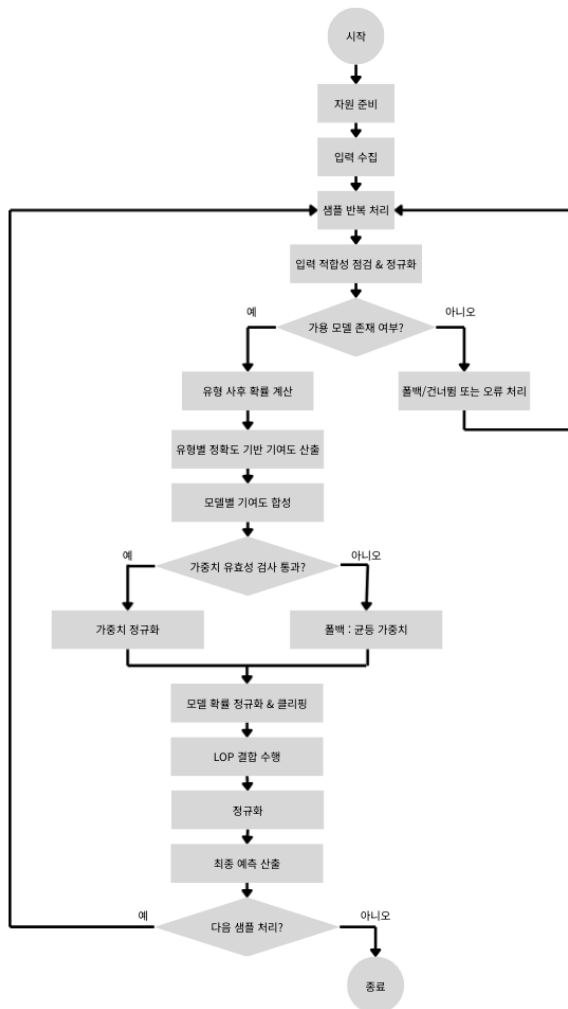 시작
자원 준비
입력 수집
샘플 반복 처리
입력 적합성 점검 & 정규화
가용 모델 존재 여부?
예
아니오
유형 사후 확률 계산
폴백/건너뜀 또는 오류 처리
유형별 정확도 기반 기여도 산출
모델별 기여도 합성
가중치 유효성 검사 통과?
예
아니오
가중치 정규화
폴백 : 균등 가중치
모델 확률 정규화 & 클리핑
LOP 결합 수행
정규화
최종 예측 산출
다음 샘플 처리?
예
아니오
종료